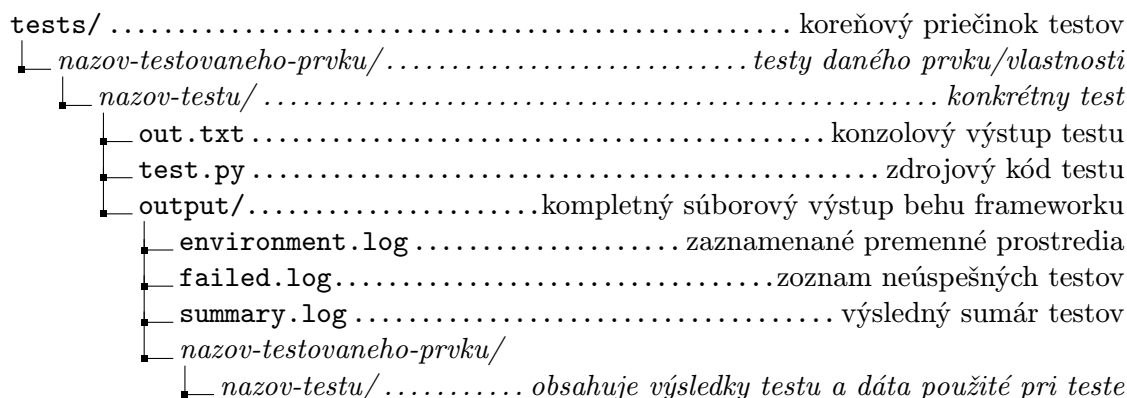 tests/ ........ koreňový priečinok testov
nazov-testovaneho-prvku/ ........ testy daného prvku/vlastnosti
nazov-testu/ ........ konkrétny test
out.txt ........ konzolový výstup testu
test.py ........ zdrojový kód testu
output/ ........ kompletný súborový výstup behu frameworku
environment.log ........ zaznamenané premenné prostredia
failed.log ........ zoznam neúspešných testov
summary.log ........ výsledný sumár testov
nazov-testovaneho-prvku/
nazov-testu/ ........ obsahuje výsledky testu a dáta použité pri teste